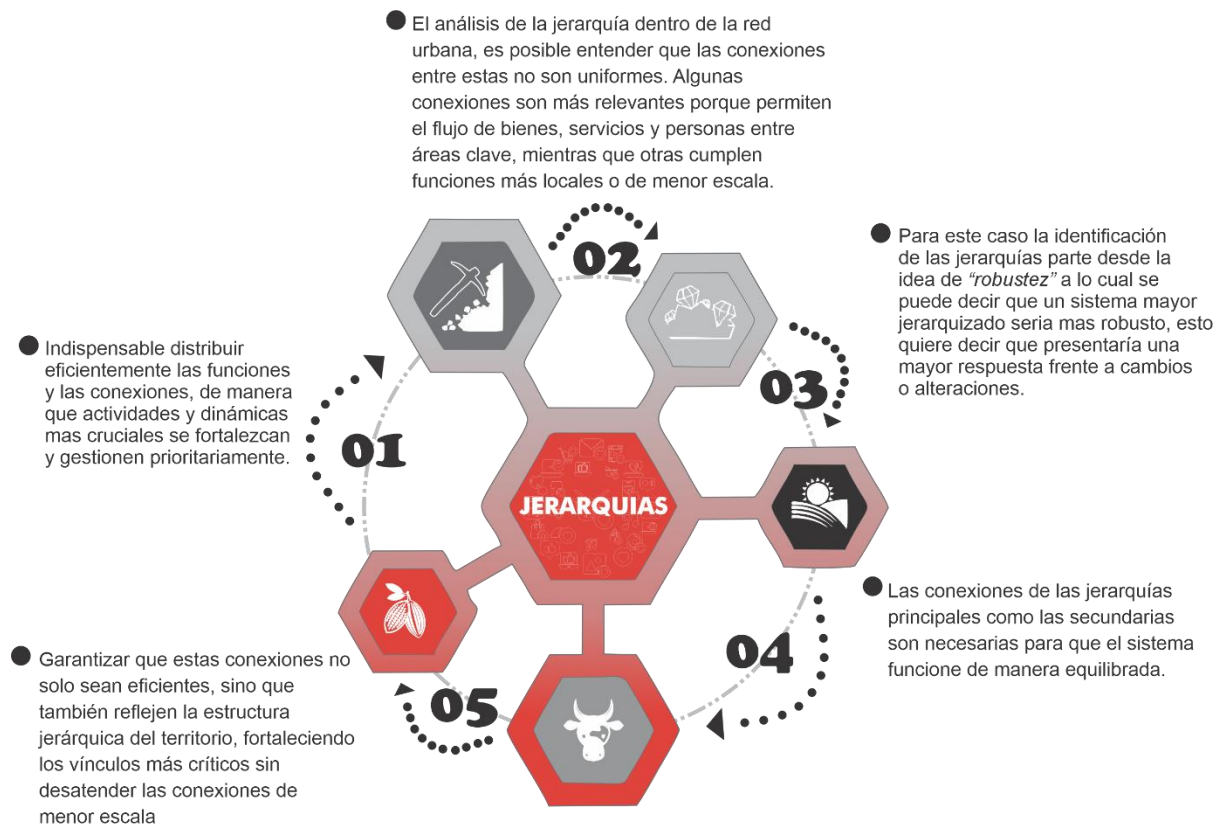 El análisis de la jerarquía dentro de la red
urbana, es posible entender que las conexiones
entre estas no son uniformes. Algunas
conexiones son más relevantes porque permiten
el flujo de bienes, servicios y personas entre
áreas clave, mientras que otras cumplen
funciones más locales o de menor escala.
02
Para este caso la identificación
de las jerarquías parte desde la
idea de "robustez" a lo cual se
puede decir que un sistema mayor
jerarquizado seria mas robusto, esto
quiere decir que presentaría una
mayor respuesta frente a cambios
o alteraciones.
03
Indispensable distribuir
eficientemente las funciones
y las conexiones, de manera
que actividades y dinámicas
mas cruciales se fortalezcan
y gestionen prioritariamente.
01
JERARQUIAS
Las conexiones de las jerarquías
principales como las secundarias
son necesarias para que el sistema
funcione de manera equilibrada.
04
Garantizar que estas conexiones no
solo sean eficientes, sino que
también reflejen la estructura
jerárquica del territorio, fortaleciendo
los vínculos más críticos sin
desatender las conexiones de
menor escala
05